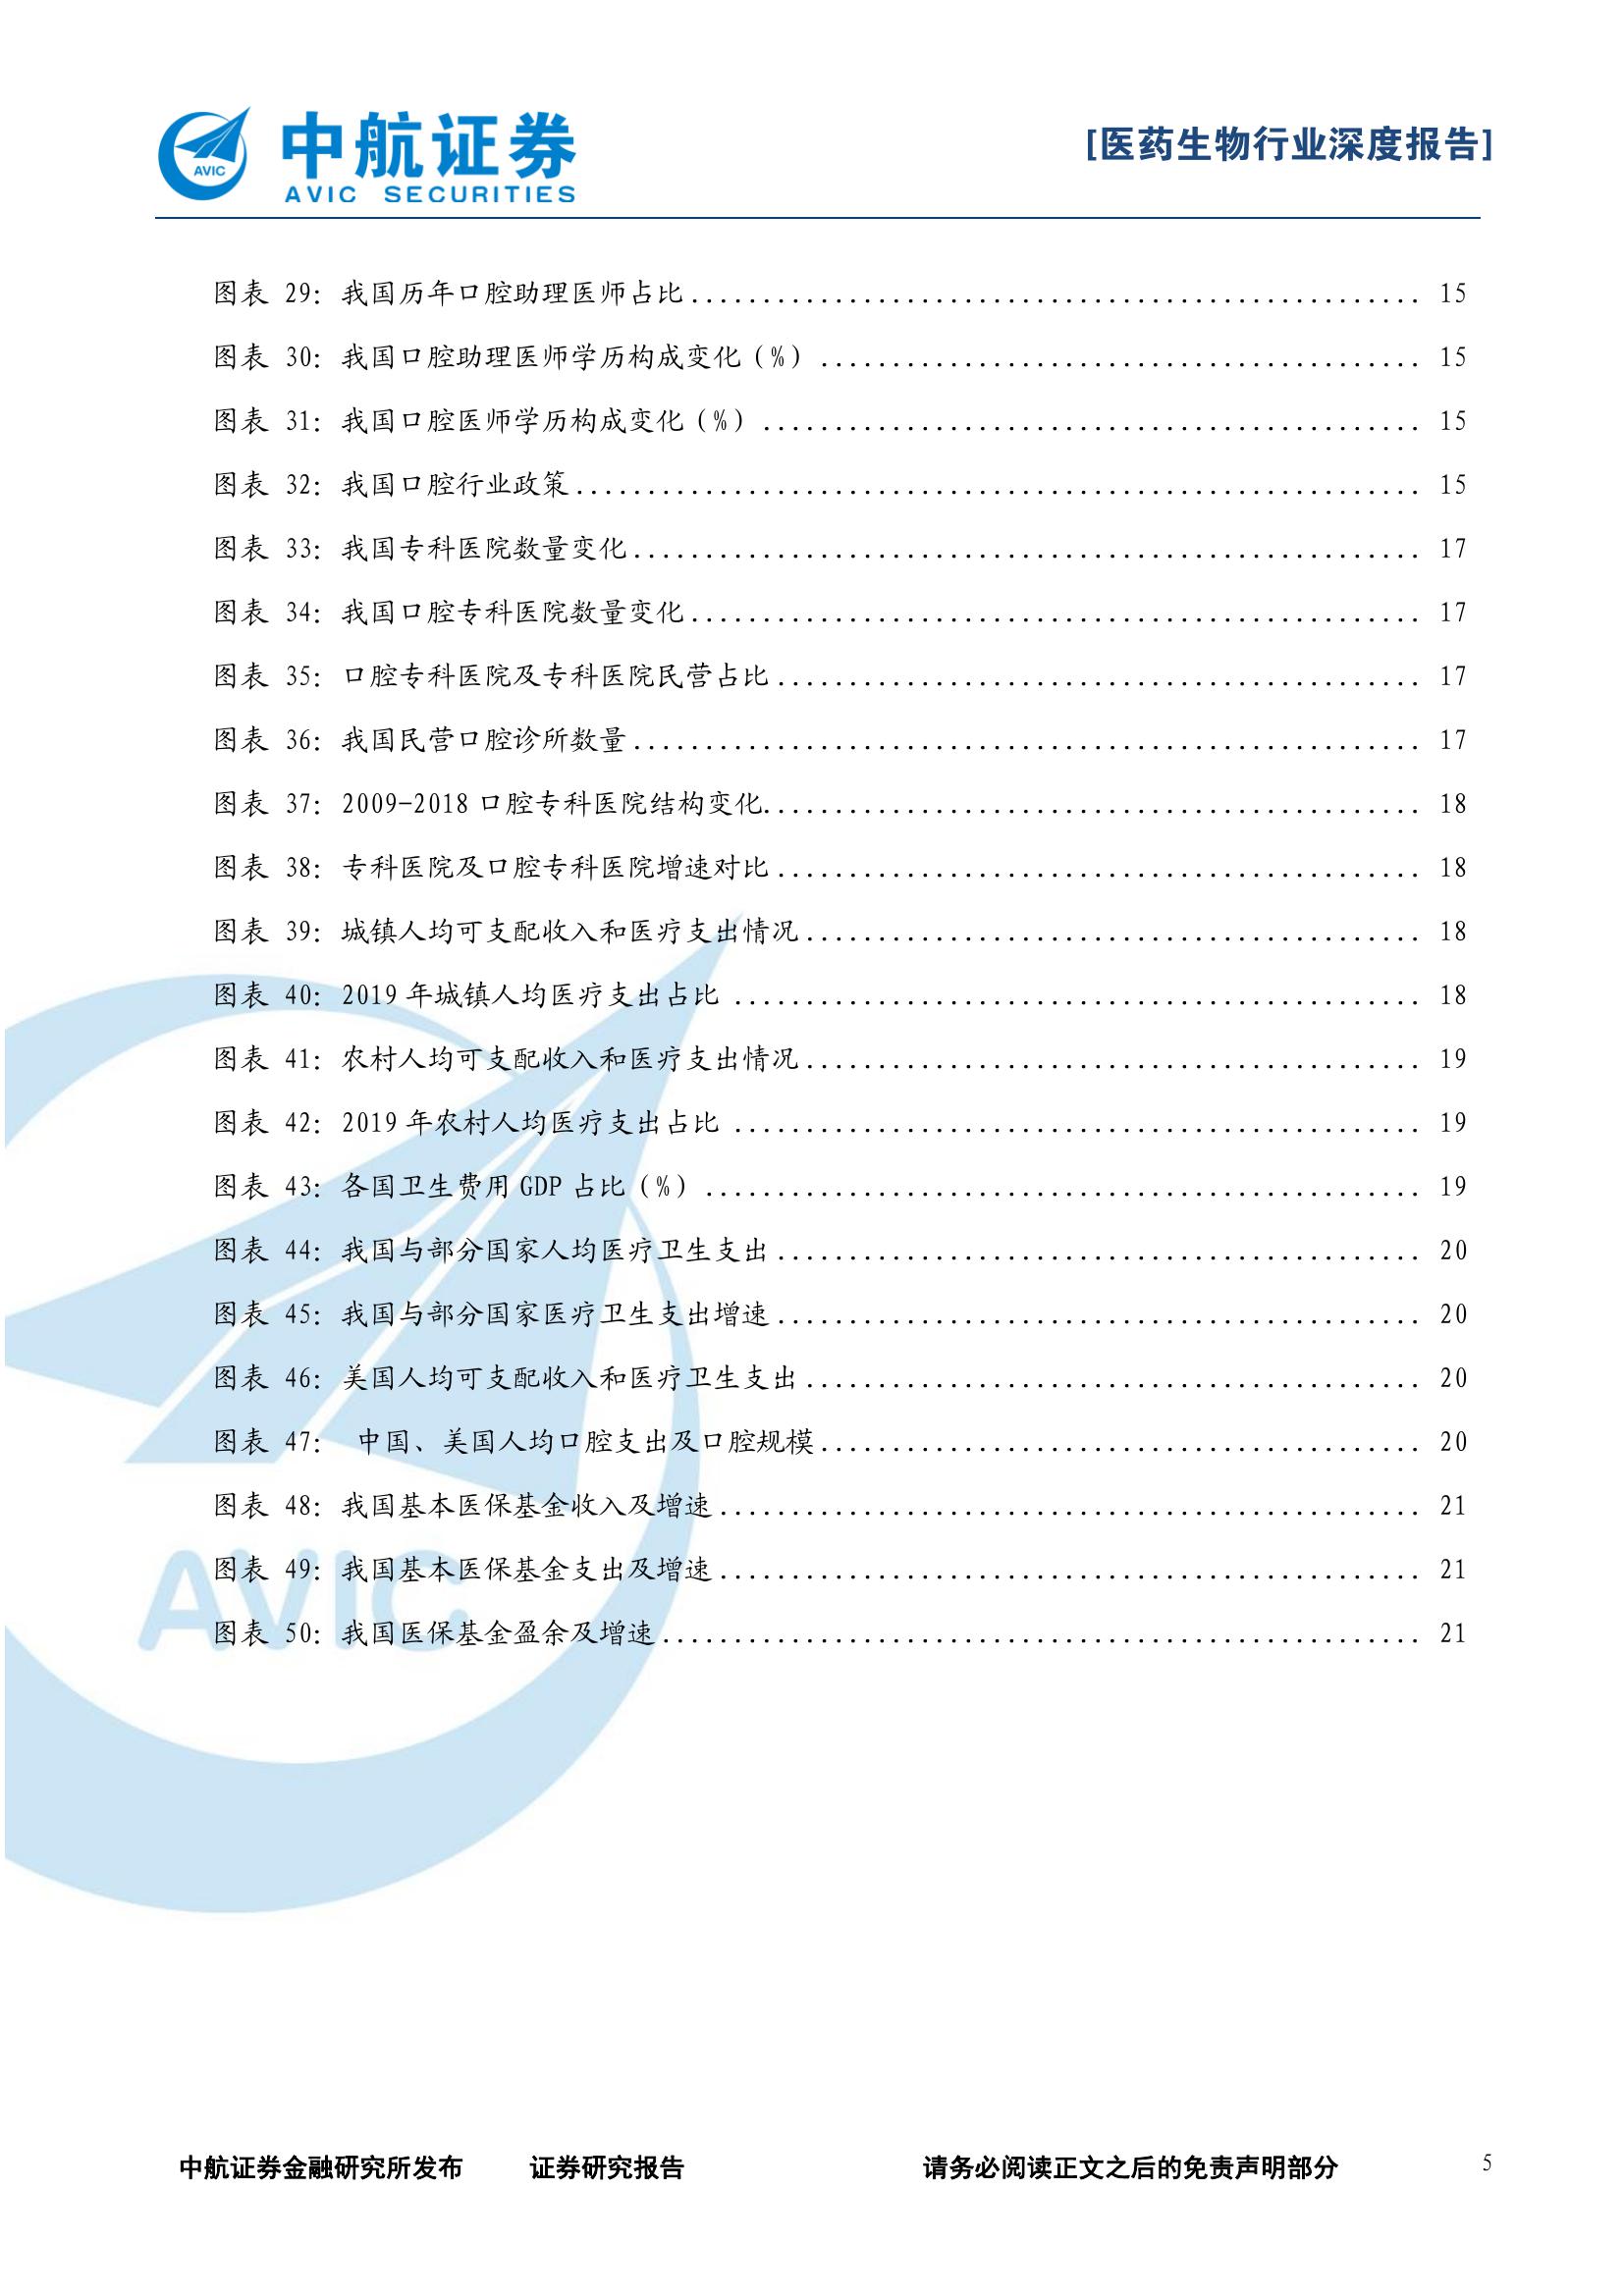 中航证券
AVIC
AVIC SECURITIES
[医药生物行业深度报告]
图表 29：我国历年口腔助理医师占比.................................................. 15
图表 30：我国口腔助理医师学历构成变化（%）......................................... 15
图表 31：我国口腔医师学历构成变化（%）............................................. 15
图表 32：我国口腔行业政策.......................................................... 15
图表 33：我国专科医院数量变化...................................................... 17
图表 34：我国口腔专科医院数量变化.................................................. 17
图表 35：口腔专科医院及专科医院民营占比............................................ 17
图表 36：我国民营口腔诊所数量...................................................... 17
图表 37：2009-2018 口腔专科医院结构变化............................................. 18
图表 38：专科医院及口腔专科医院增速对比............................................ 18
图表 39：城镇人均可支配收入和医疗支出情况.......................................... 18
图表 40：2019 年城镇人均医疗支出占比 ............................................... 18
图表 41：农村人均可支配收入和医疗支出情况.......................................... 19
图表 42：2019 年农村人均医疗支出占比 ............................................... 19
图表 43：各国卫生费用 GDP 占比（%）................................................. 19
图表 44：我国与部分国家人均医疗卫生支出............................................ 20
图表 45：我国与部分国家医疗卫生支出增速............................................ 20
图表 46：美国人均可支配收入和医疗卫生支出.......................................... 20
图表 47： 中国、美国人均口腔支出及口腔规模......................................... 20
图表 48：我国基本医保基金收入及增速................................................ 21
图表 49：我国基本医保基金支出及增速................................................ 21
图表 50：我国医保基金盈余及增速.................................................... 21
AVIC
中航证券金融研究所发布 证券研究报告 请务必阅读正文之后的免责声明部分 5